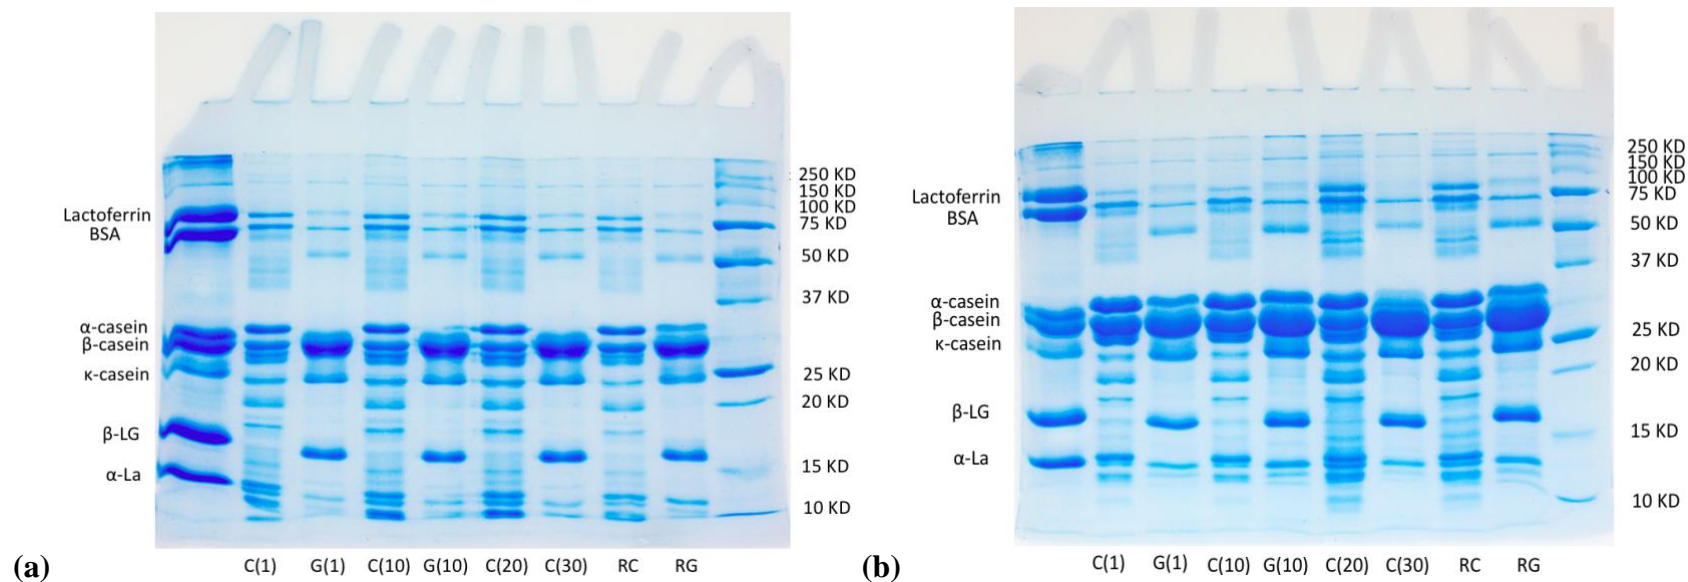 250 KD
150 KD
100 KD
75 KD
50 KD
37 KD
25 KD
20 KD
15 KD
10 KD
Lactoferrin
BSA
α-casein
β-casein
κ-casein
β-LG
α-La
(a)
C(1) G(1) C(10) G(10) C(20) C(30) RC RG
250 KD
150 KD
100 KD
75 KD
50 KD
37 KD
25 KD
20 KD
15 KD
10 KD
Lactoferrin
BSA
α-casein
β-casein
κ-casein
β-LG
α-La
(b)
C(1) G(1) C(10) G(10) C(20) C(30) RC RG